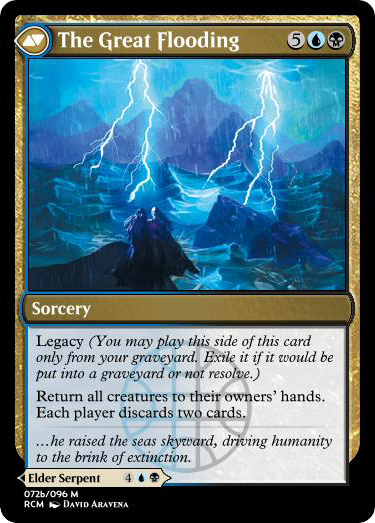 The Great Flooding 5
Sorcery
Legacy (You may play this side of this card
only from your graveyard. Exile it if it would be
put into a graveyard or not resolve.)
Return all creatures to their owners' hands.
Each player discards two cards.
…he raised the seas skyward, driving humanity
to the brink of extinction.
Elder Serpent 4
072b/096 M
RCM DAVID ARAVENA